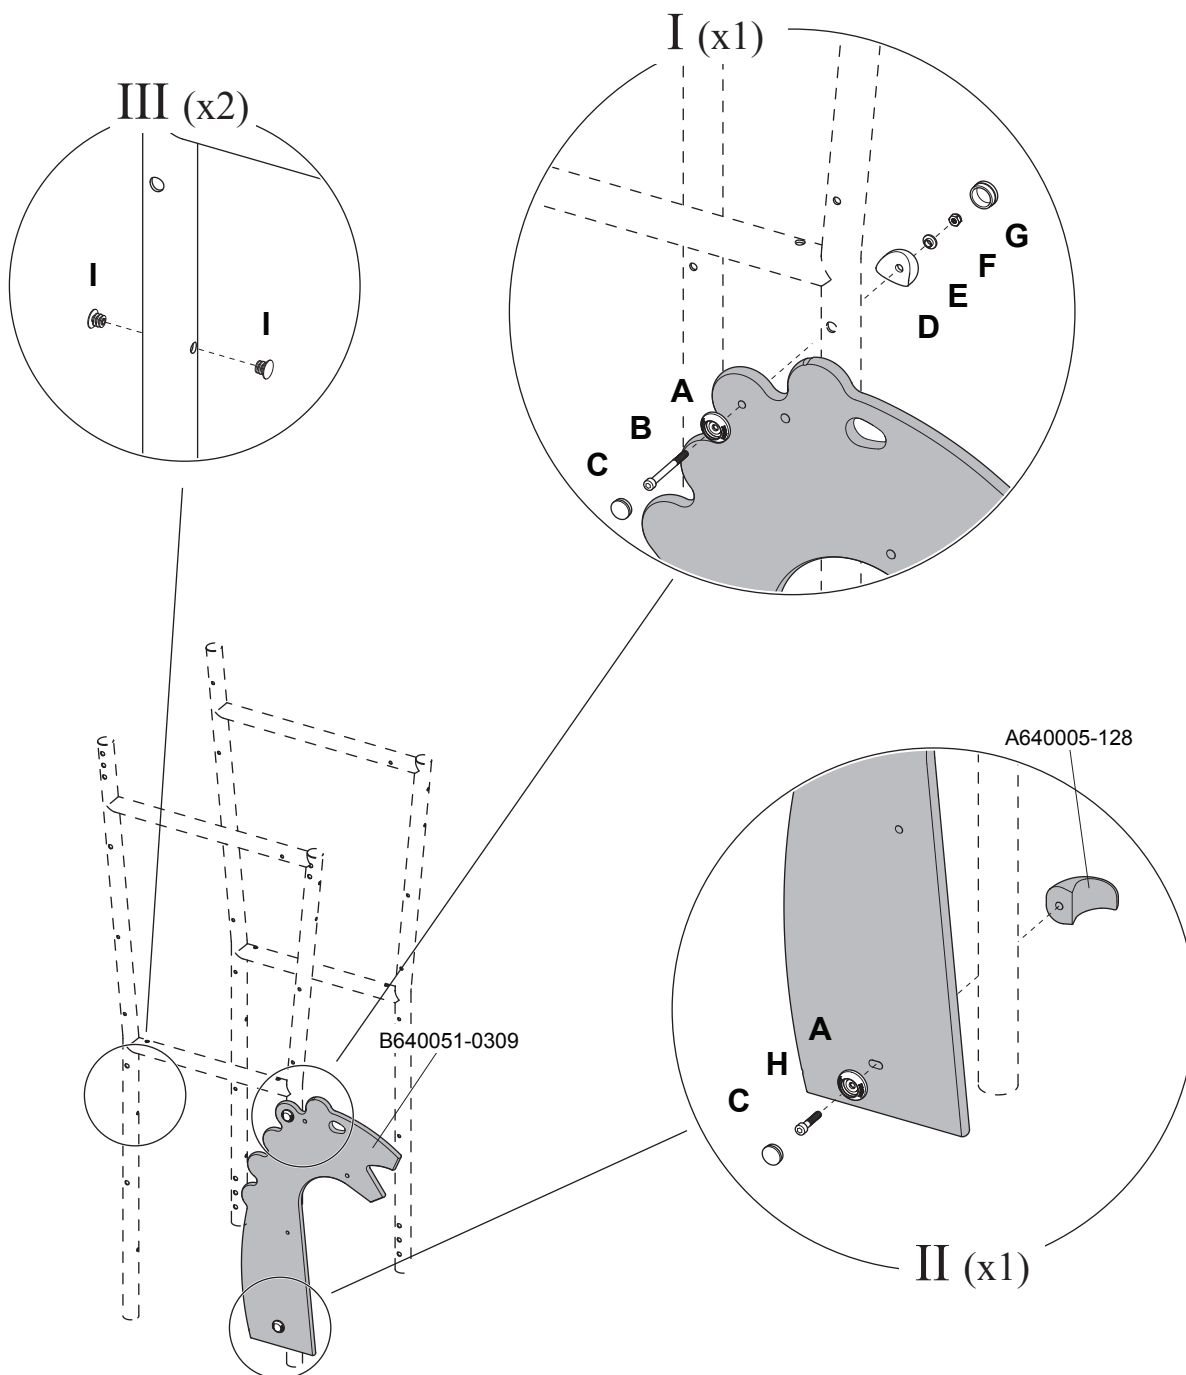 I (x1)
III (x2)
G
F
E
D
I
I
A
B
C
A640005-128
B640051-0309
A
H
C
II (x1)